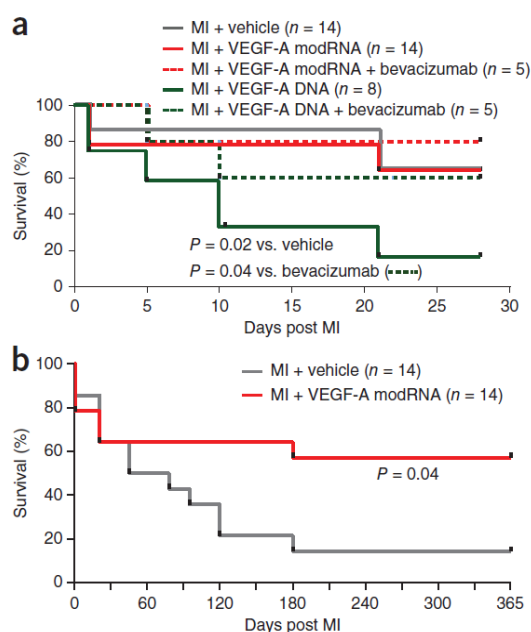 a
MI + vehicle (n = 14)
MI + VEGF-A modRNA (n = 14)
MI + VEGF-A modRNA + bevacizumab (n = 5)
MI + VEGF-A DNA (n = 8)
MI + VEGF-A DNA + bevacizumab (n = 5)
Survival (%)
100
80
60
40
20
0
P = 0.02 vs. vehicle
P = 0.04 vs. bevacizumab ( )
0 5 10 15 20 25 30
Days post MI
b
MI + vehicle (n = 14)
MI + VEGF-A modRNA (n = 14)
Survival (%)
100
80
60
40
20
0
P = 0.04
0 60 120 180 240 300 365
Days post MI